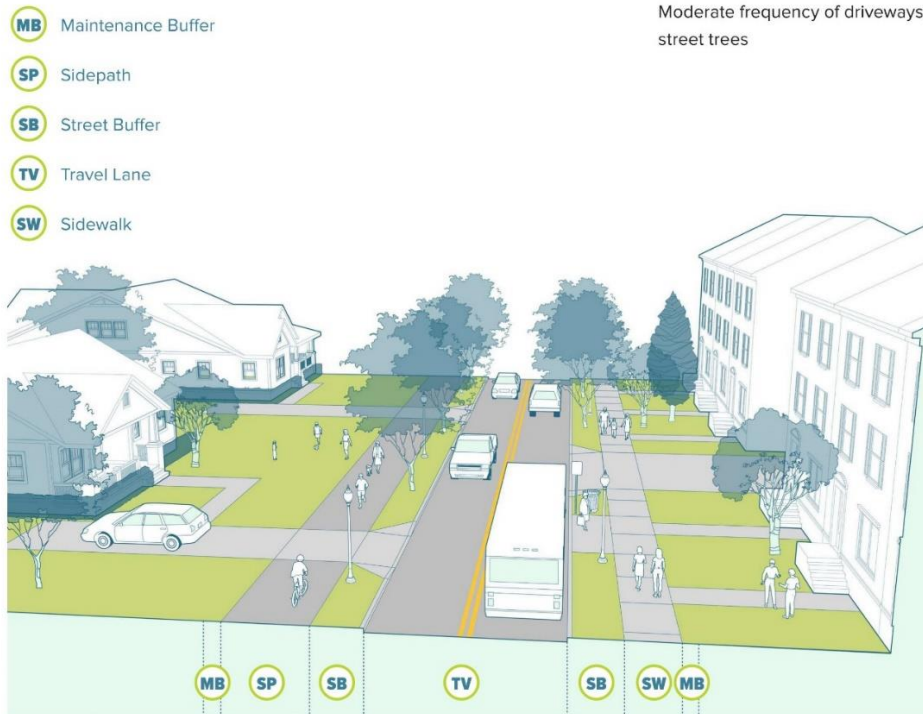 MB Maintenance Buffer
SP Sidepath
SB Street Buffer
TV Travel Lane
SW Sidewalk
Moderate frequency of driveways
street trees
MB SP SB TV SB SW MB